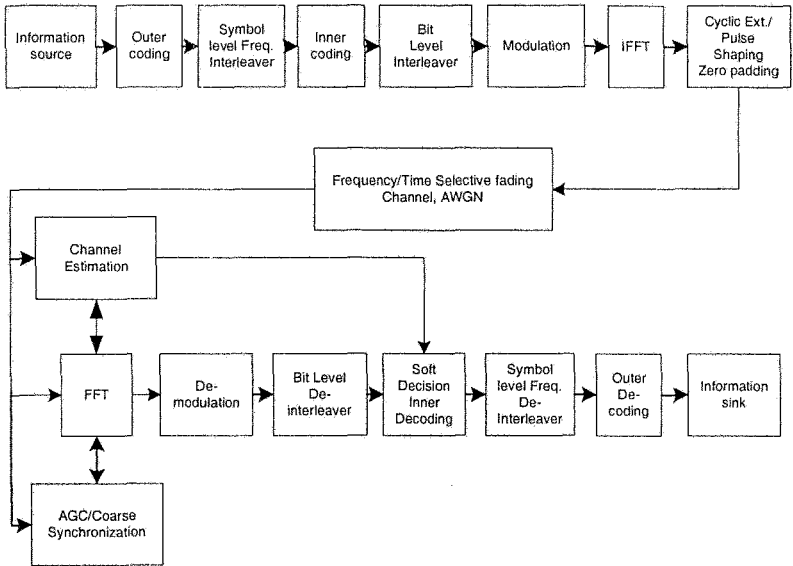 Information
source
Outer
coding
Symbol
level Freq.
Interleaver
Inner
coding
Bit
Level
Interleaver
Modulation
IFFT
Cyclic Ext./
Pulse
Shaping
Zero padding
Frequency/Time Selective fading
Channel, AWGN
Channel
Estimation
FFT
De-
modulation
Bit Level
De-
interleaver
Soft
Decision
Inner
Decoding
Symbol
level Freq.
De-
Interleaver
Outer
De-
coding
Information
sink
AGC/Coarse
Synchronization